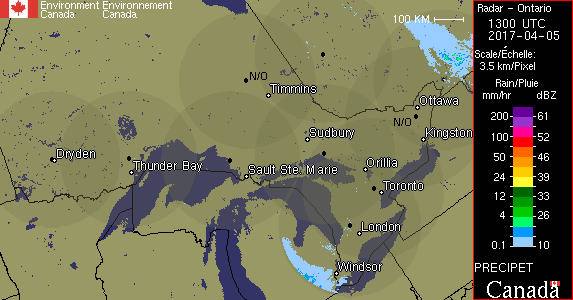 Environment Environnement
Canada Canada
100 KM
N/O
Timmins
Ottawa
N/O
Sudbury
Kingston
Dryden
Thunder Bay
Sault Ste. Marie
Orillia
Toronto
London
Windsor
Radar - Ontario
1300 UTC
2017-04-05
Scale/Échelle:
3.5 km/Pixel
Rain/Pluie
mm/hr dBZ
200 61
100 52
50 46
24 39
12 33
4 26
0.1 10
PRECIPET
Canada